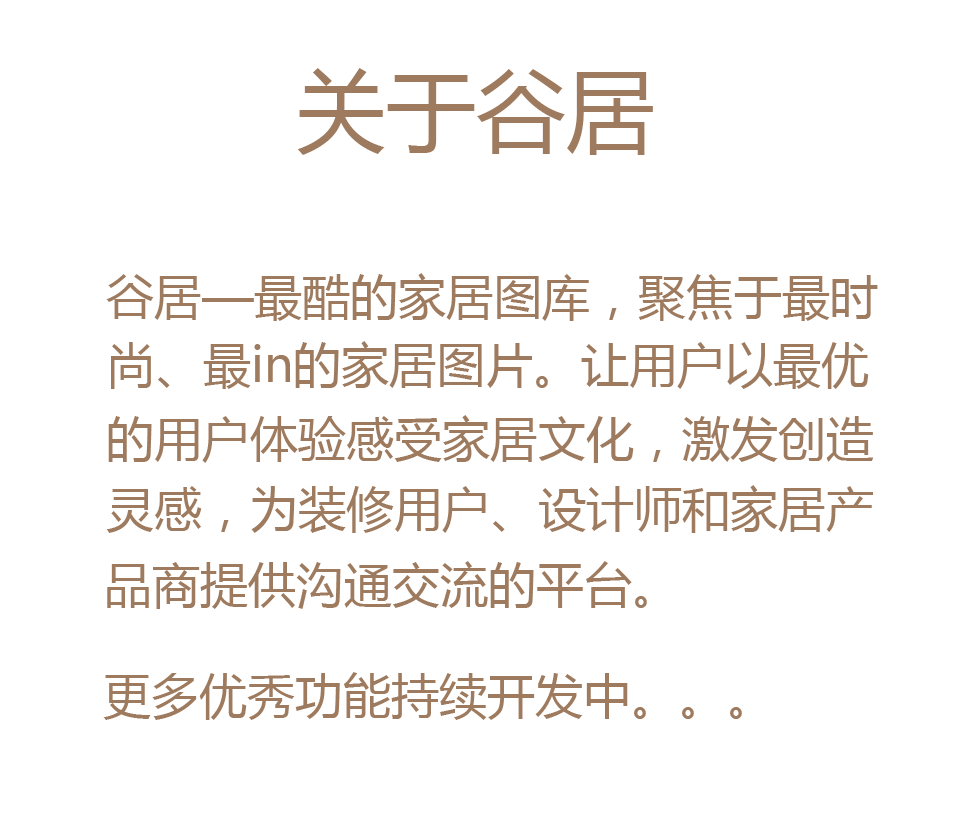 关于谷居
谷居—最酷的家居图库，聚焦于最时
尚、最in的家居图片。让用户以最优
的用户体验感受家居文化，激发创造
灵感，为装修用户、设计师和家居产
品商提供沟通交流的平台。
更多优秀功能持续开发中。。。